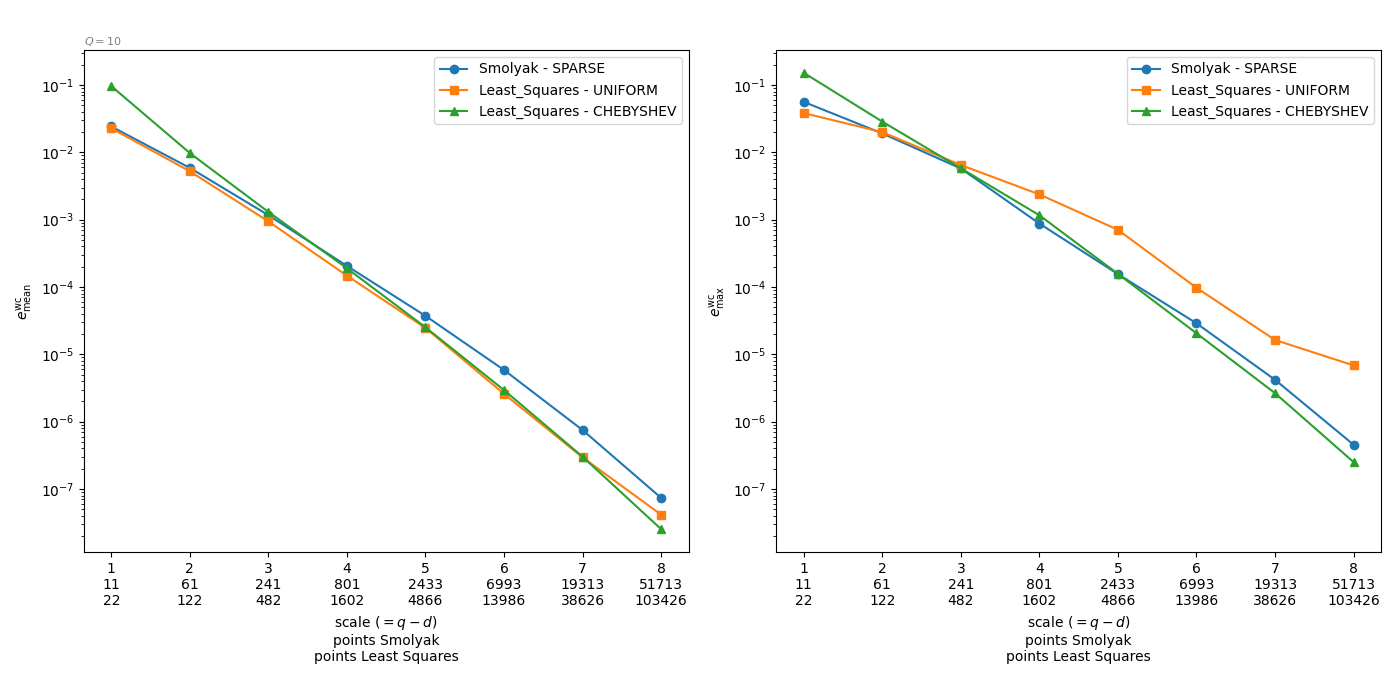 Q = 10
Smolyak - SPARSE
Least_Squares - UNIFORM
Least_Squares - CHEBYSHEV
10⁻¹
10⁻²
10⁻³
10⁻⁴
10⁻⁵
10⁻⁶
10⁻⁷
e^wc_mean
1 2 3 4 5 6 7 8
11 61 241 801 2433 6993 19313 51713
22 122 482 1602 4866 13986 38626 103426
scale (= q − d)
points Smolyak
points Least Squares
Smolyak - SPARSE
Least_Squares - UNIFORM
Least_Squares - CHEBYSHEV
10⁻¹
10⁻²
10⁻³
10⁻⁴
10⁻⁵
10⁻⁶
10⁻⁷
e^wc_max
1 2 3 4 5 6 7 8
11 61 241 801 2433 6993 19313 51713
22 122 482 1602 4866 13986 38626 103426
scale (= q − d)
points Smolyak
points Least Squares